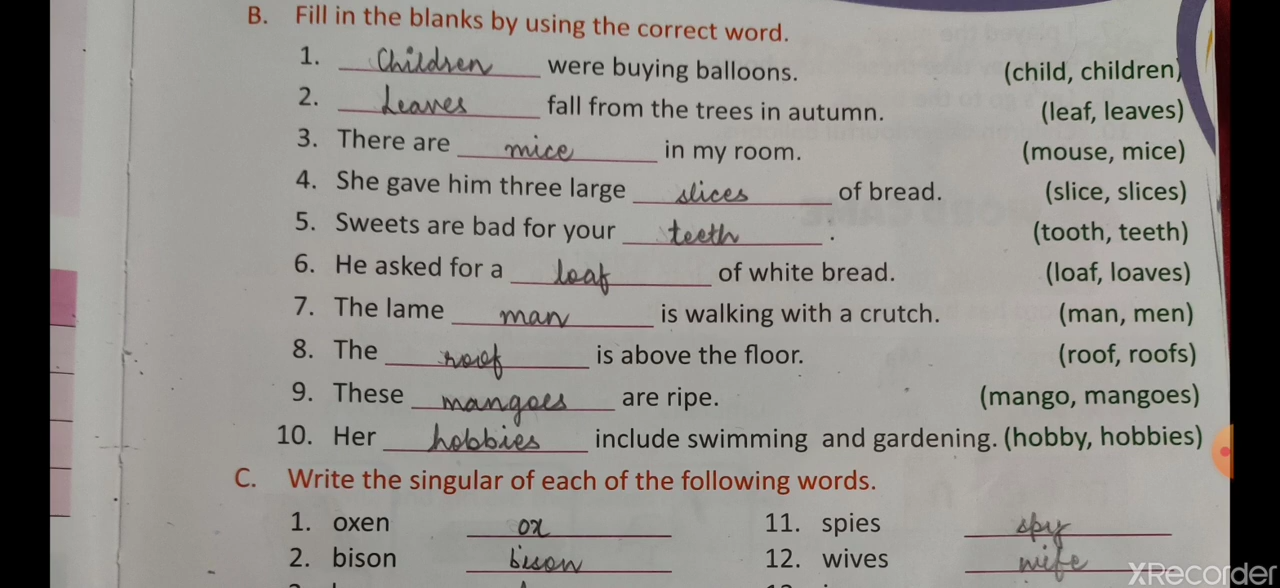 B. Fill in the blanks by using the correct word.
1. Children were buying balloons. (child, children)
2. Leaves fall from the trees in autumn. (leaf, leaves)
3. There are mice in my room. (mouse, mice)
4. She gave him three large slices of bread. (slice, slices)
5. Sweets are bad for your teeth. (tooth, teeth)
6. He asked for a loaf of white bread. (loaf, loaves)
7. The lame man is walking with a crutch. (man, men)
8. The roof is above the floor. (roof, roofs)
9. These mangoes are ripe. (mango, mangoes)
10. Her hobbies include swimming and gardening. (hobby, hobbies)
C. Write the singular of each of the following words.
1. oxen ox 11. spies spy
2. bison bison 12. wives wife
XRecorder